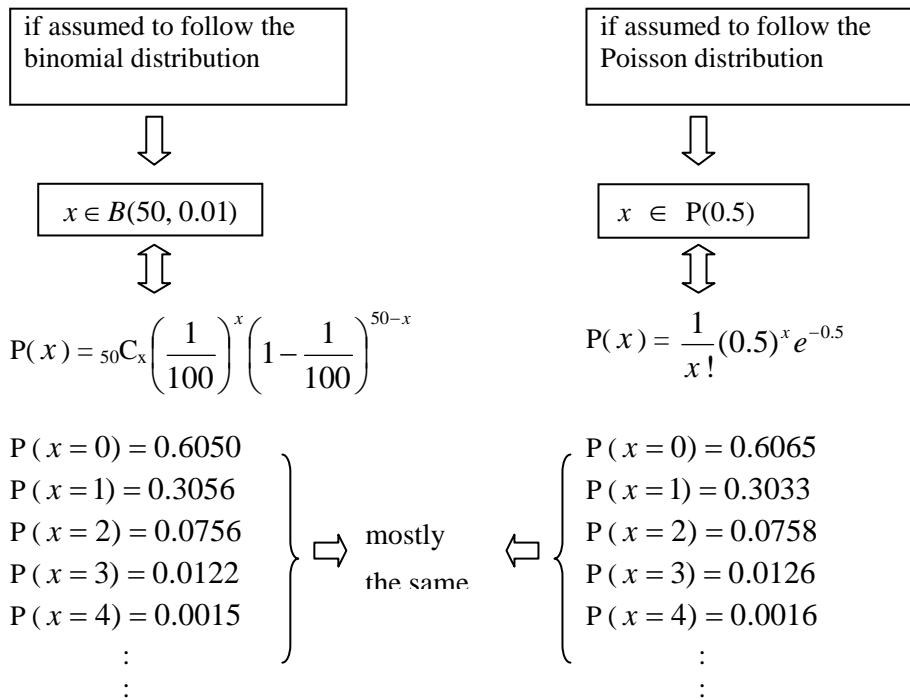 if assumed to follow the
binomial distribution
x ∈ B(50, 0.01)
P(x) = ₅₀Cₓ (1/100)^x (1 − 1/100)^(50−x)
P(x = 0) = 0.6050
P(x = 1) = 0.3056
P(x = 2) = 0.0756
P(x = 3) = 0.0122
P(x = 4) = 0.0015
:
:
mostly
the same
if assumed to follow the
Poisson distribution
x ∈ P(0.5)
P(x) = 1/x! (0.5)^x e^(−0.5)
P(x = 0) = 0.6065
P(x = 1) = 0.3033
P(x = 2) = 0.0758
P(x = 3) = 0.0126
P(x = 4) = 0.0016
:
: